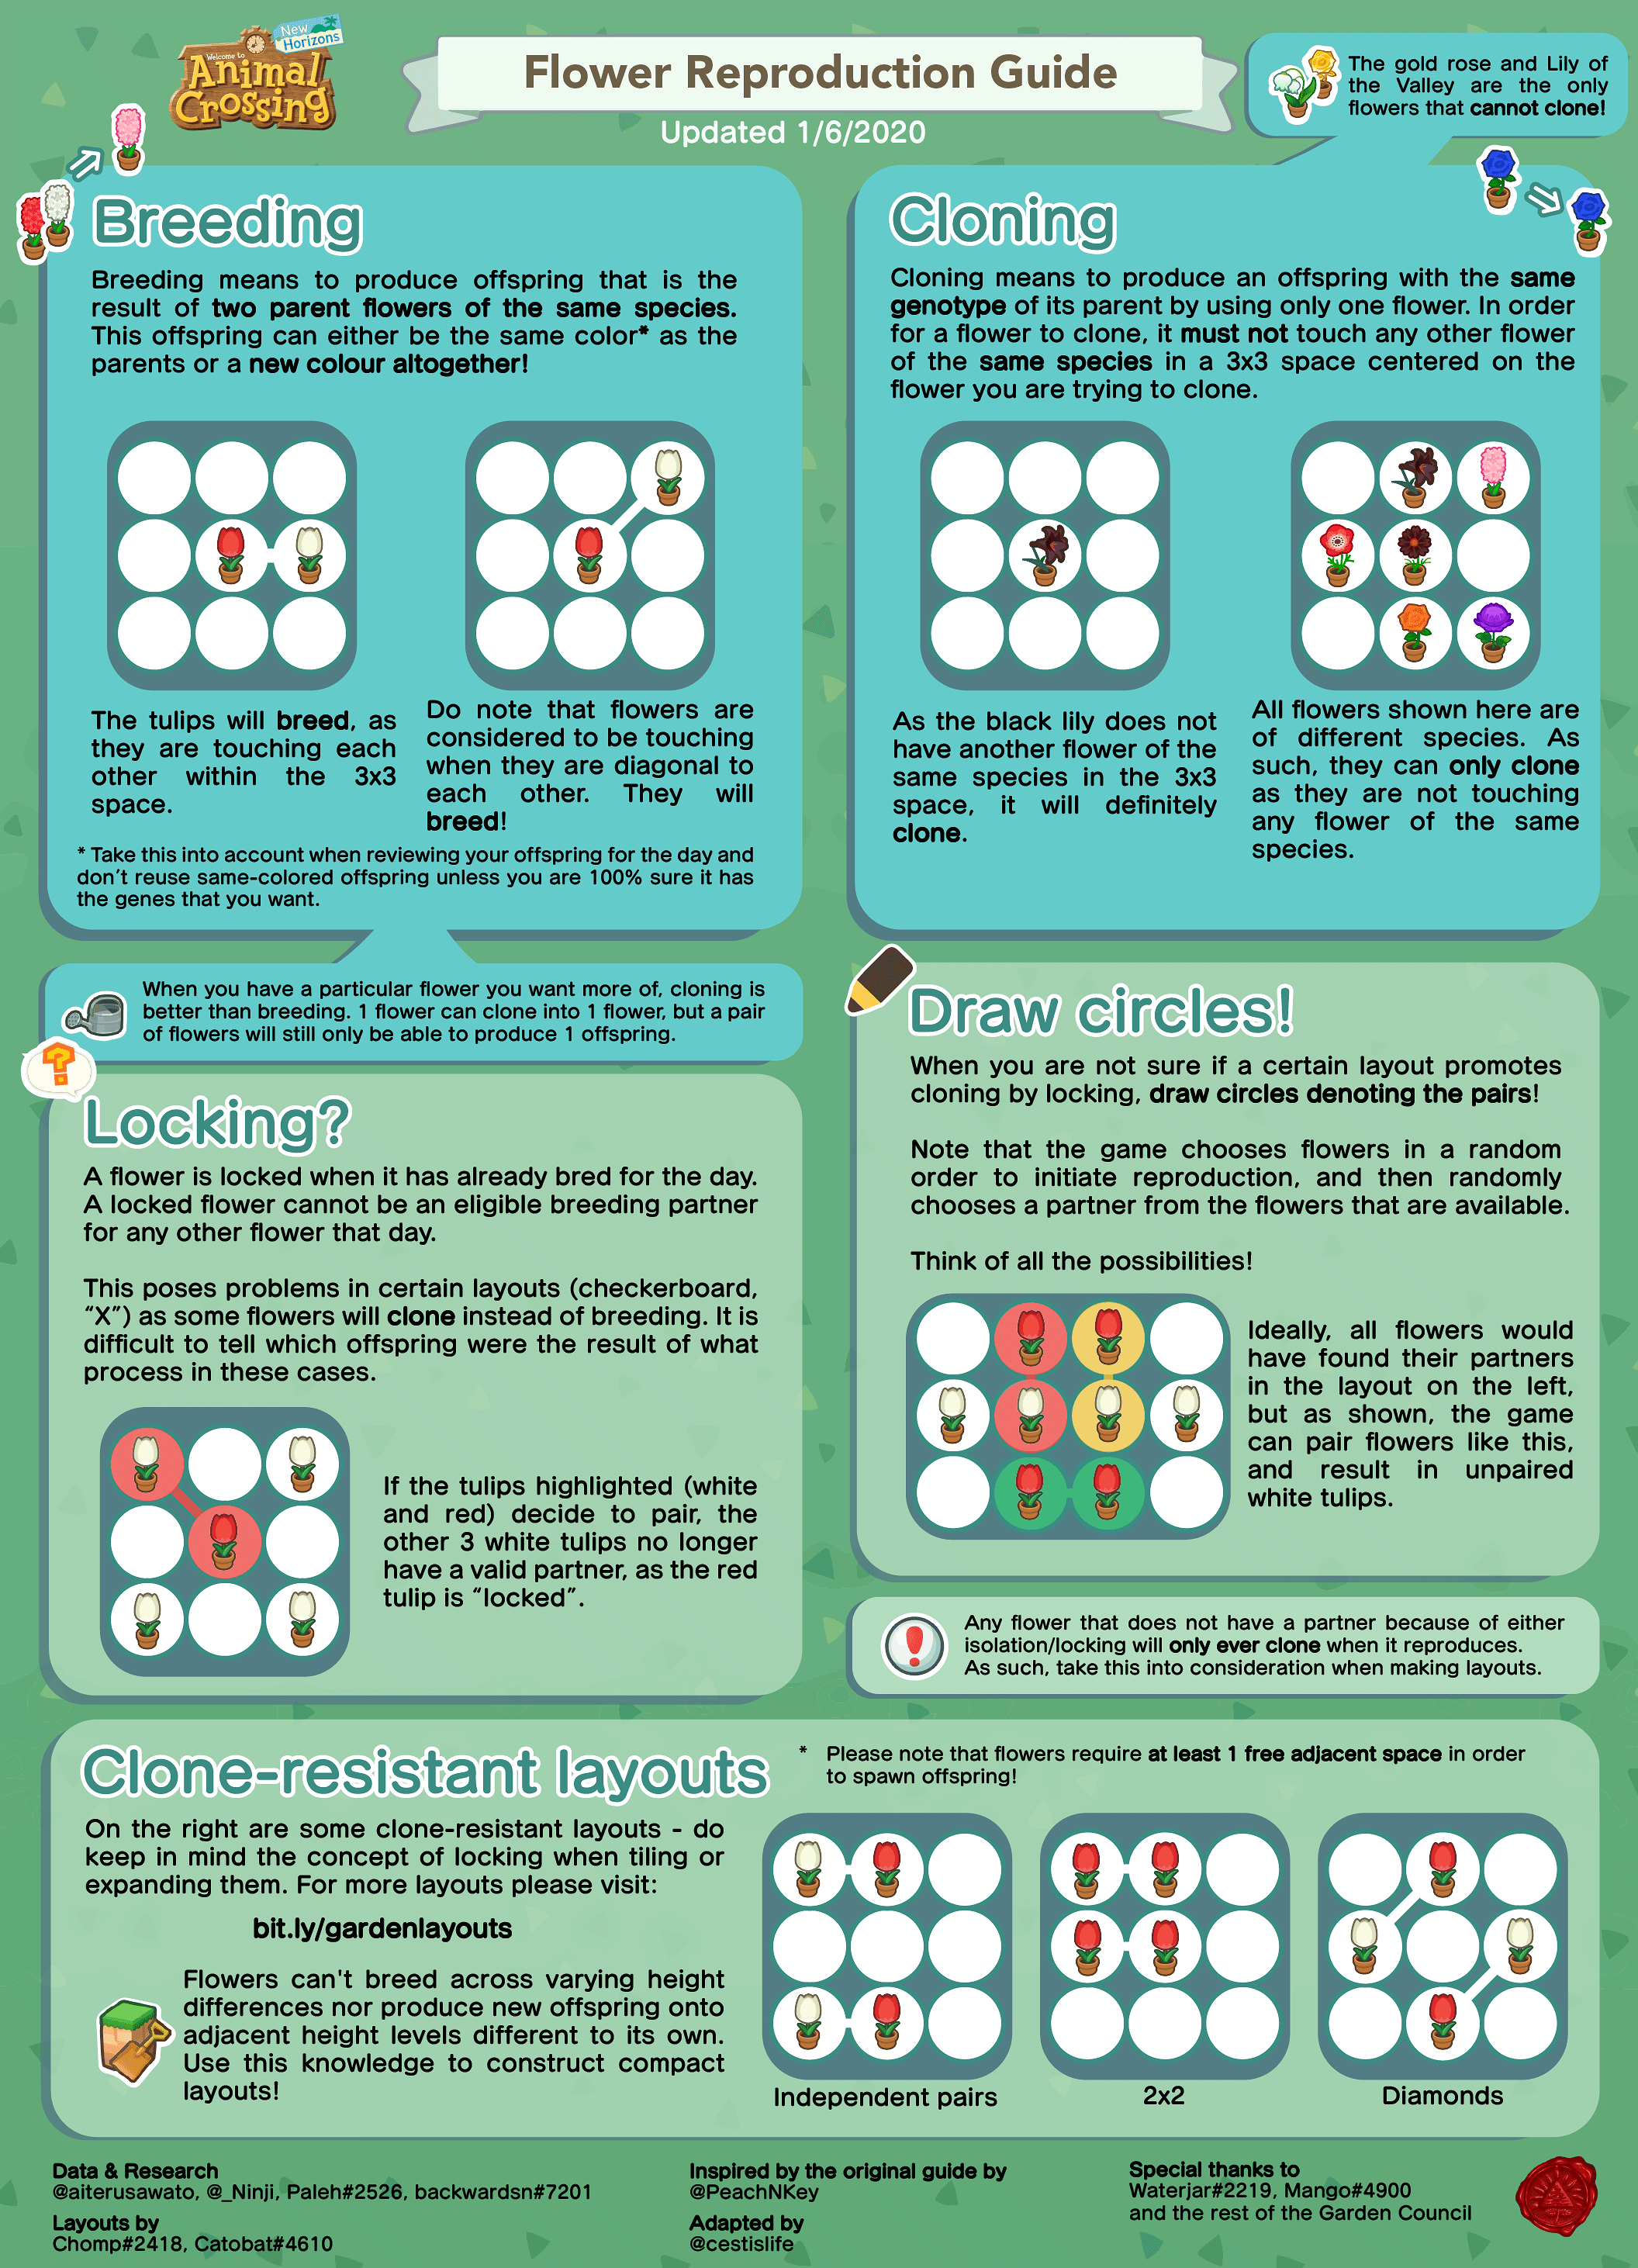 New
Horizons
Welcome to
Animal
Crossing
Flower Reproduction Guide
Updated 1/6/2020
The gold rose and Lily of
the Valley are the only
flowers that cannot clone!
Breeding
Breeding means to produce offspring that is the
result of two parent flowers of the same species.
This offspring can either be the same color* as the
parents or a new colour altogether!
The tulips will breed, as
they are touching each
other within the 3x3
space.
Do note that flowers are
considered to be touching
when they are diagonal to
each other. They will
breed!
* Take this into account when reviewing your offspring for the day and
don't reuse same-colored offspring unless you are 100% sure it has
the genes that you want.
When you have a particular flower you want more of, cloning is
better than breeding. 1 flower can clone into 1 flower, but a pair
of flowers will still only be able to produce 1 offspring.
Cloning
Cloning means to produce an offspring with the same
genotype of its parent by using only one flower. In order
for a flower to clone, it must not touch any other flower
of the same species in a 3x3 space centered on the
flower you are trying to clone.
As the black lily does not
have another flower of the
same species in the 3x3
space, it will definitely
clone.
All flowers shown here are
of different species. As
such, they can only clone
as they are not touching
any flower of the same
species.
?
Locking?
A flower is locked when it has already bred for the day.
A locked flower cannot be an eligible breeding partner
for any other flower that day.
This poses problems in certain layouts (checkerboard,
“X”) as some flowers will clone instead of breeding. It is
difficult to tell which offspring were the result of what
process in these cases.
If the tulips highlighted (white
and red) decide to pair, the
other 3 white tulips no longer
have a valid partner, as the red
tulip is “locked”.
Draw circles!
When you are not sure if a certain layout promotes
cloning by locking, draw circles denoting the pairs!
Note that the game chooses flowers in a random
order to initiate reproduction, and then randomly
chooses a partner from the flowers that are available.
Think of all the possibilities!
Ideally, all flowers would
have found their partners
in the layout on the left,
but as shown, the game
can pair flowers like this,
and result in unpaired
white tulips.
!
Any flower that does not have a partner because of either
isolation/locking will only ever clone when it reproduces.
As such, take this into consideration when making layouts.
Clone-resistant layouts
* Please note that flowers require at least 1 free adjacent space in order
to spawn offspring!
On the right are some clone-resistant layouts - do
keep in mind the concept of locking when tiling or
expanding them. For more layouts please visit:
bit.ly/gardenlayouts
Flowers can't breed across varying height
differences nor produce new offspring onto
adjacent height levels different to its own.
Use this knowledge to construct compact
layouts!
Independent pairs
2x2
Diamonds
Data & Research
@aiterusawato, @_Ninji, Paleh#2526, backwardsn#7201
Layouts by
Chomp#2418, Catobat#4610
Inspired by the original guide by
@PeachNKey
Adapted by
@cestislife
Special thanks to
Waterjar#2219, Mango#4900
and the rest of the Garden Council